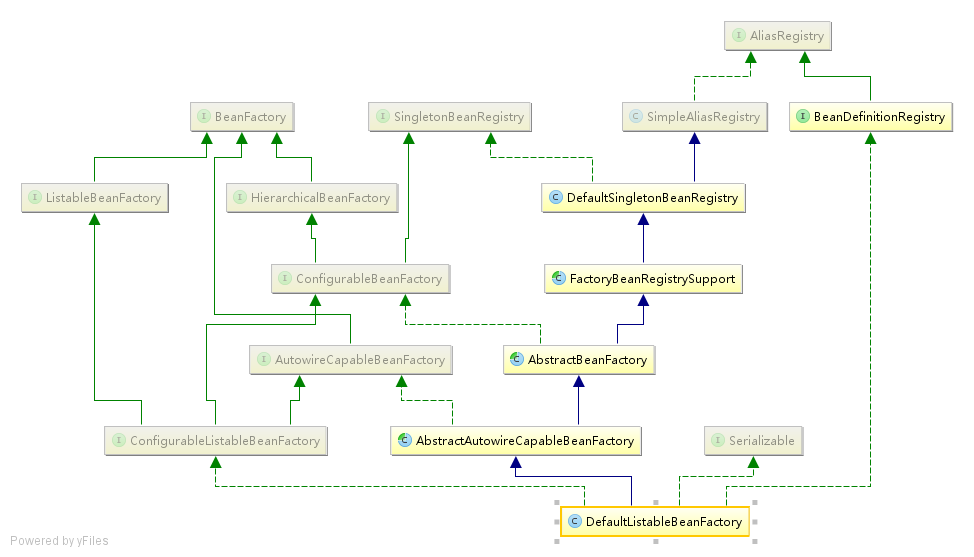 I AliasRegistry
I BeanFactory
I SingletonBeanRegistry
C SimpleAliasRegistry
I BeanDefinitionRegistry
I ListableBeanFactory
I HierarchicalBeanFactory
C DefaultSingletonBeanRegistry
I ConfigurableBeanFactory
C FactoryBeanRegistrySupport
I AutowireCapableBeanFactory
C AbstractBeanFactory
I ConfigurableListableBeanFactory
C AbstractAutowireCapableBeanFactory
I Serializable
C DefaultListableBeanFactory
Powered by yFiles